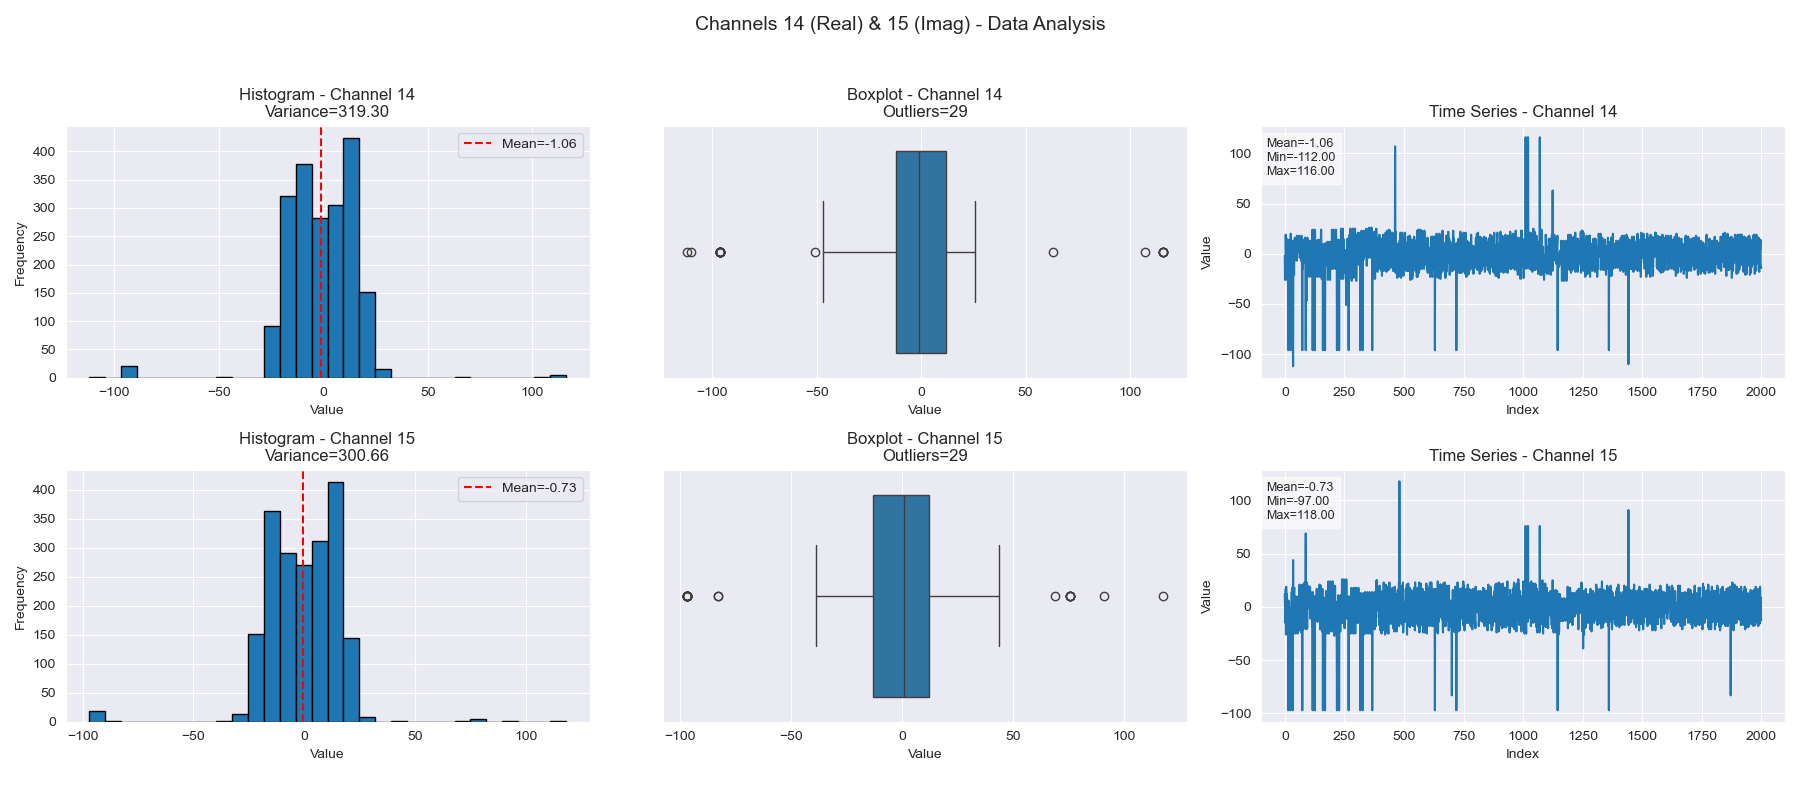 Channels 14 (Real) & 15 (Imag) - Data Analysis
Histogram - Channel 14
Variance=319.30
Mean=-1.06
Frequency
400
350
300
250
200
150
100
50
0
−100
−50
0
50
100
Value
Boxplot - Channel 14
Outliers=29
−100
−50
0
50
100
Value
Time Series - Channel 14
Mean=-1.06
Min=-112.00
Max=116.00
Value
100
50
0
−50
−100
0
250
500
750
1000
1250
1500
1750
2000
Index
Histogram - Channel 15
Variance=300.66
Mean=-0.73
Frequency
400
350
300
250
200
150
100
50
0
−100
−50
0
50
100
Value
Boxplot - Channel 15
Outliers=29
−100
−50
0
50
100
Value
Time Series - Channel 15
Mean=-0.73
Min=-97.00
Max=118.00
Value
100
50
0
−50
−100
0
250
500
750
1000
1250
1500
1750
2000
Index